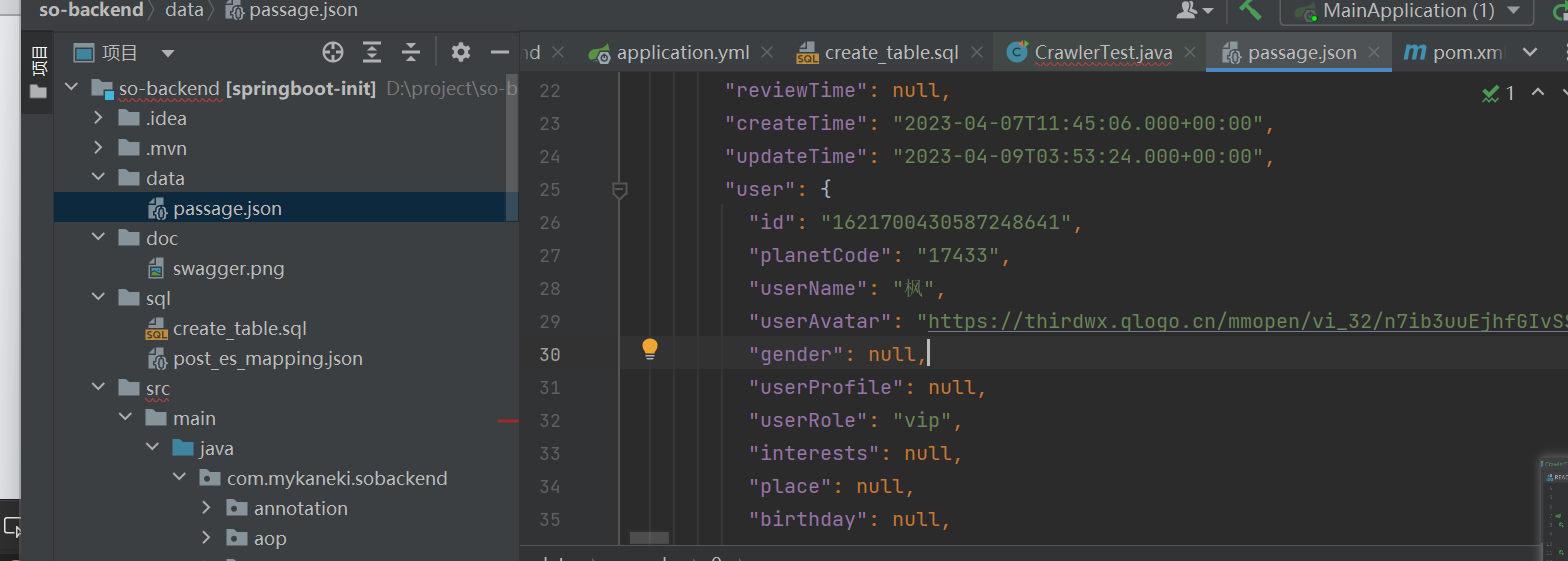 so-backend data passage.json
MainApplication (1)
项目
项目
nd application.yml create_table.sql CrawlerTest.java passage.json pom.xm
so-backend [springboot-init] D:\project\so-b
.idea
.mvn
data
passage.json
doc
swagger.png
sql
create_table.sql
post_es_mapping.json
src
main
java
com.mykaneki.sobackend
annotation
aop
1
22 "reviewTime": null,
23 "createTime": "2023-04-07T11:45:06.000+00:00",
24 "updateTime": "2023-04-09T03:53:24.000+00:00",
25 "user": {
26 "id": "1621700430587248641",
27 "planetCode": "17433",
28 "userName": "枫",
29 "userAvatar": "https://thirdwx.qlogo.cn/mmopen/vi_32/n7ib3uuEjhfGIvSS
30 "gender": null,
31 "userProfile": null,
32 "userRole": "vip",
33 "interests": null,
34 "place": null,
35 "birthday": null,